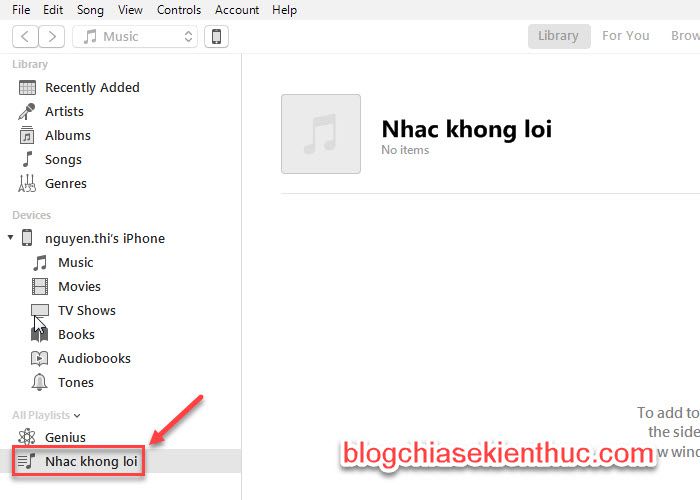 File Edit Song View Controls Account Help
Music
Library For You Brow
Library
Recently Added
Artists
Albums
Songs
Genres
Devices
nguyen.thi's iPhone
Music
Movies
TV Shows
Books
Audiobooks
Tones
All Playlists
Genius
Nhac khong loi
Nhac khong loi
No items
To add to
the side
w wind
blogchiasekienthuc.com